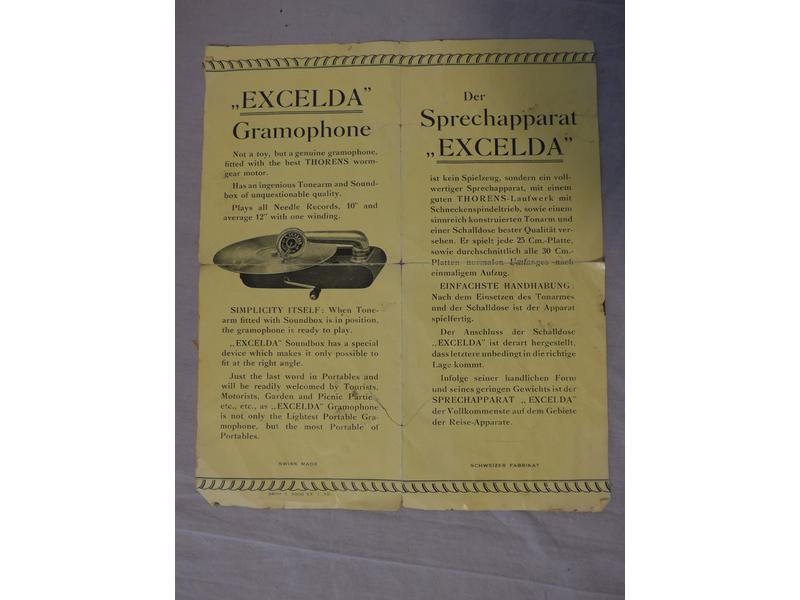 „EXCELDA”
Gramophone
Not a toy, but a genuine gramophone,
fitted with the best THORENS worm-
gear motor.
Has an ingenious Tonearm and Sound-
box of unquestionable quality.
Plays all Needle Records, 10" and
average 12" with one winding.
EXCELDA
SIMPLICITY ITSELF: When Tone-
arm fitted with Soundbox is in position,
the gramophone is ready to play.
„EXCELDA” Soundbox has a special
device which makes it only possible to
fit at the right angle.
Just the last word in Portables and
will be readily welcomed by Tourists,
Motorists, Garden and Picnic Partie
etc., etc., as „EXCELDA” Gramophone
is not only the Lightest Portable Gra-
mophone, but the most Portable of
Portables.
SWISS MADE
Der
Sprechapparat
„EXCELDA”
ist kein Spielzeug, sondern ein voll-
wertiger Sprechapparat, mit einem
guten THORENS-Laufwerk mit
Schneckenspindeltrieb, sowie einem
sinnreich konstruierten Tonarm und
einer Schalldose bester Qualität ver-
sehen. Er spielt jede 25 Cm.-Platte,
sowie durchschnittlich alle 30 Cm.-
Platten normalen Umfanges nach
einmaligem Aufzug.
EINFACHSTE HANDHABUNG:
Nach dem Einsetzen des Tonarmes
und der Schalldose ist der Apparat
spielfertig.
Der Anschluss der Schalldose
„EXCELDA” ist derart hergestellt,
dass letztere unbedingt in die richtige
Lage kommt.
Infolge seiner handlichen Form
und seines geringen Gewichts ist der
SPRECHAPPARAT „EXCELDA”
der Vollkommenste auf dem Gebiete
der Reise-Apparate.
SCHWEIZER FABRIKAT